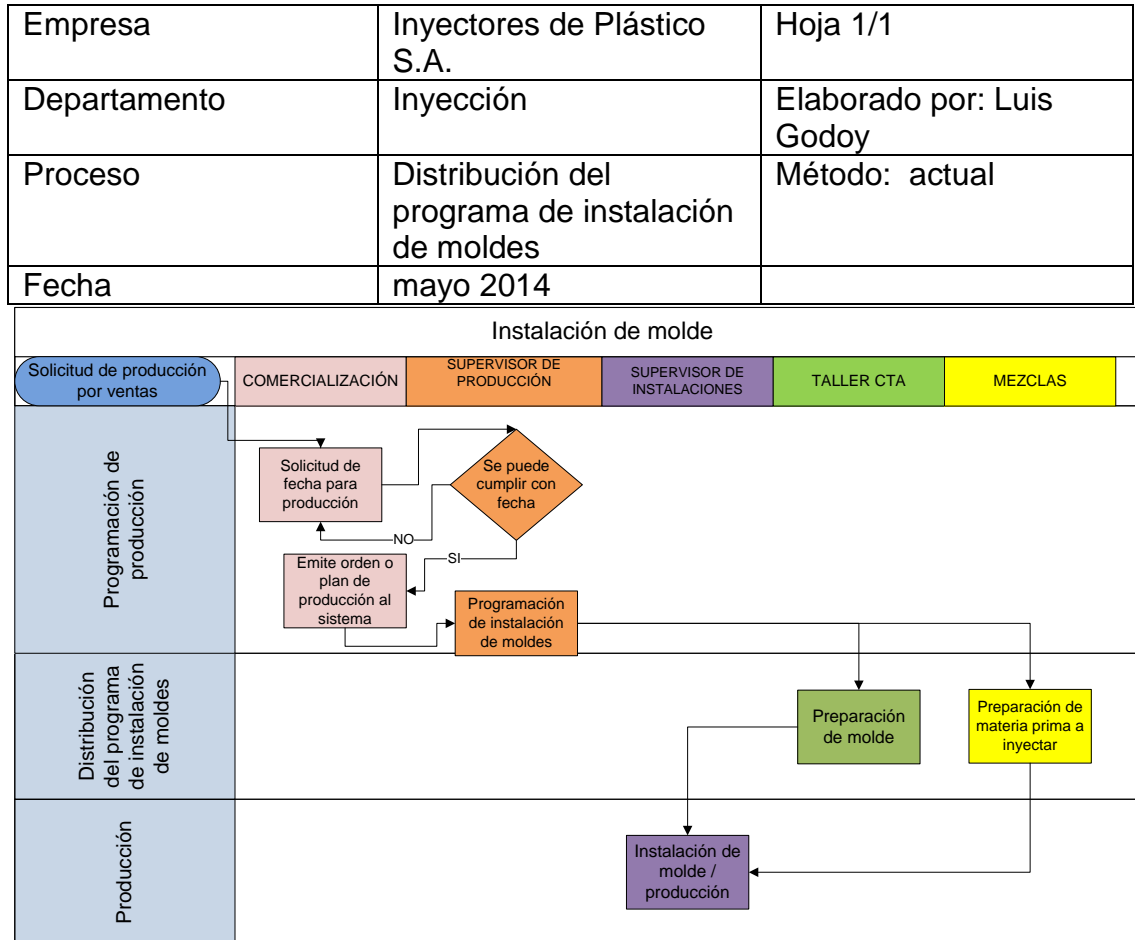 Empresa
Inyectores de Plástico
S.A.
Hoja 1/1
Departamento
Inyección
Elaborado por: Luis
Godoy
Proceso
Distribución del
programa de instalación
de moldes
Método:  actual
Fecha
mayo 2014
Instalación de molde
Solicitud de producción
por ventas
COMERCIALIZACIÓN
SUPERVISOR DE
PRODUCCIÓN
SUPERVISOR DE
INSTALACIONES
TALLER CTA
MEZCLAS
Programación de
producción
Solicitud de
fecha para
producción
Se puede
cumplir con
fecha
NO
SI
Emite orden o
plan de
producción al
sistema
Programación
de instalación
de moldes
Distribución
del programa
de instalación
de moldes
Preparación
de molde
Preparación de
materia prima a
inyectar
Producción
Instalación de
molde /
producción